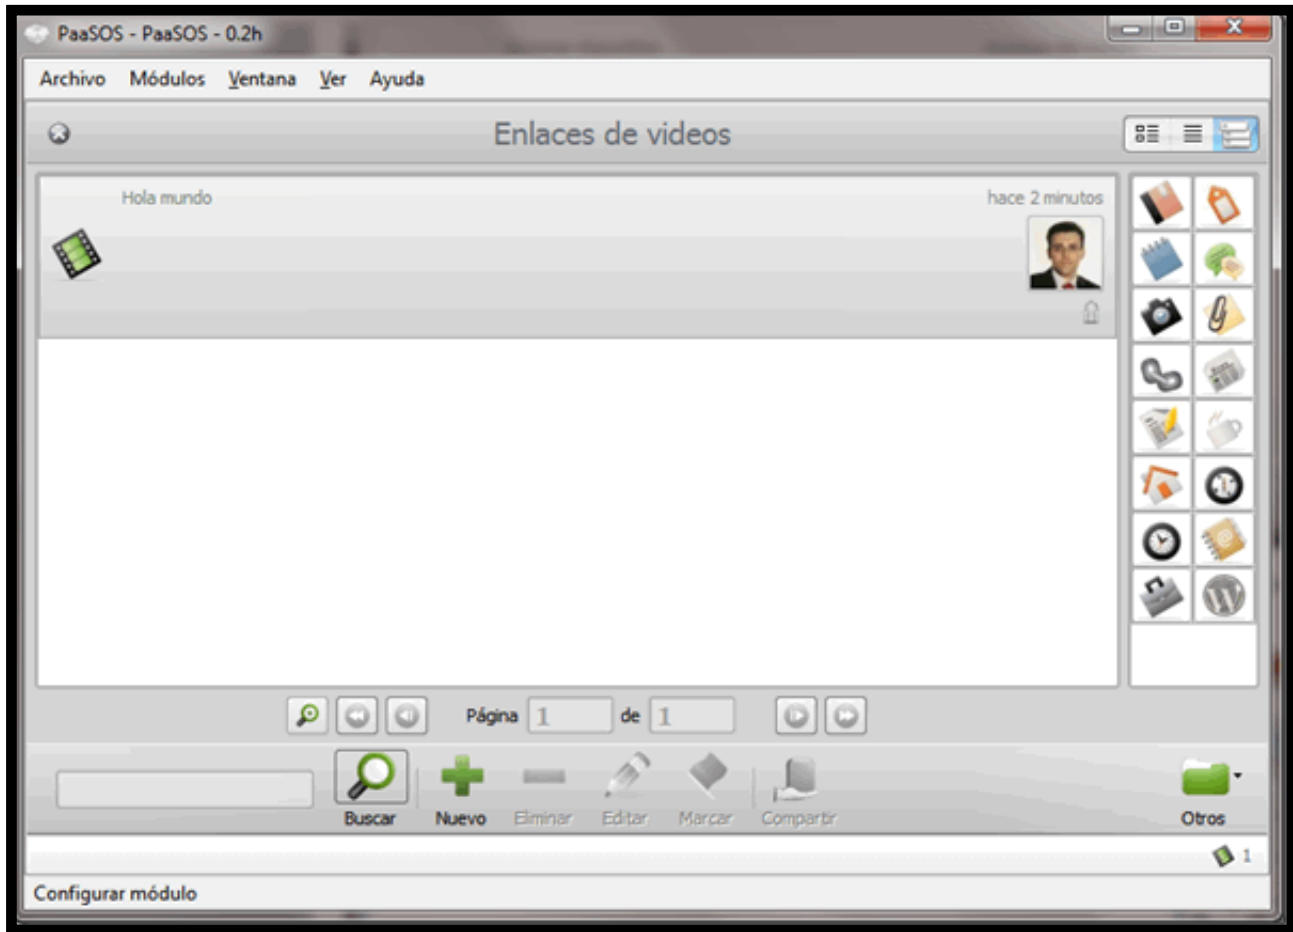 PaaSOS - PaaSOS - 0.2h
Archivo Módulos Ventana Ver Ayuda
Enlaces de videos
Hola mundo hace 2 minutos
Página 1 de 1
Buscar Nuevo Eliminar Editar Marcar Compartir Otros
1
Configurar módulo